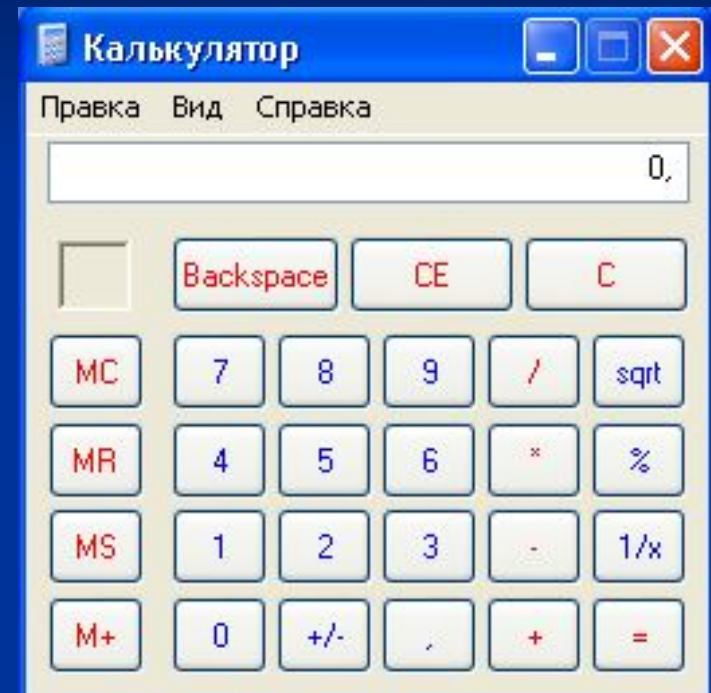 Калькулятор
Правка Вид Справка
0,
Backspace CE C
MC 7 8 9 / sqrt
MR 4 5 6 * %
MS 1 2 3 - 1/x
M+ 0 +/- , + =